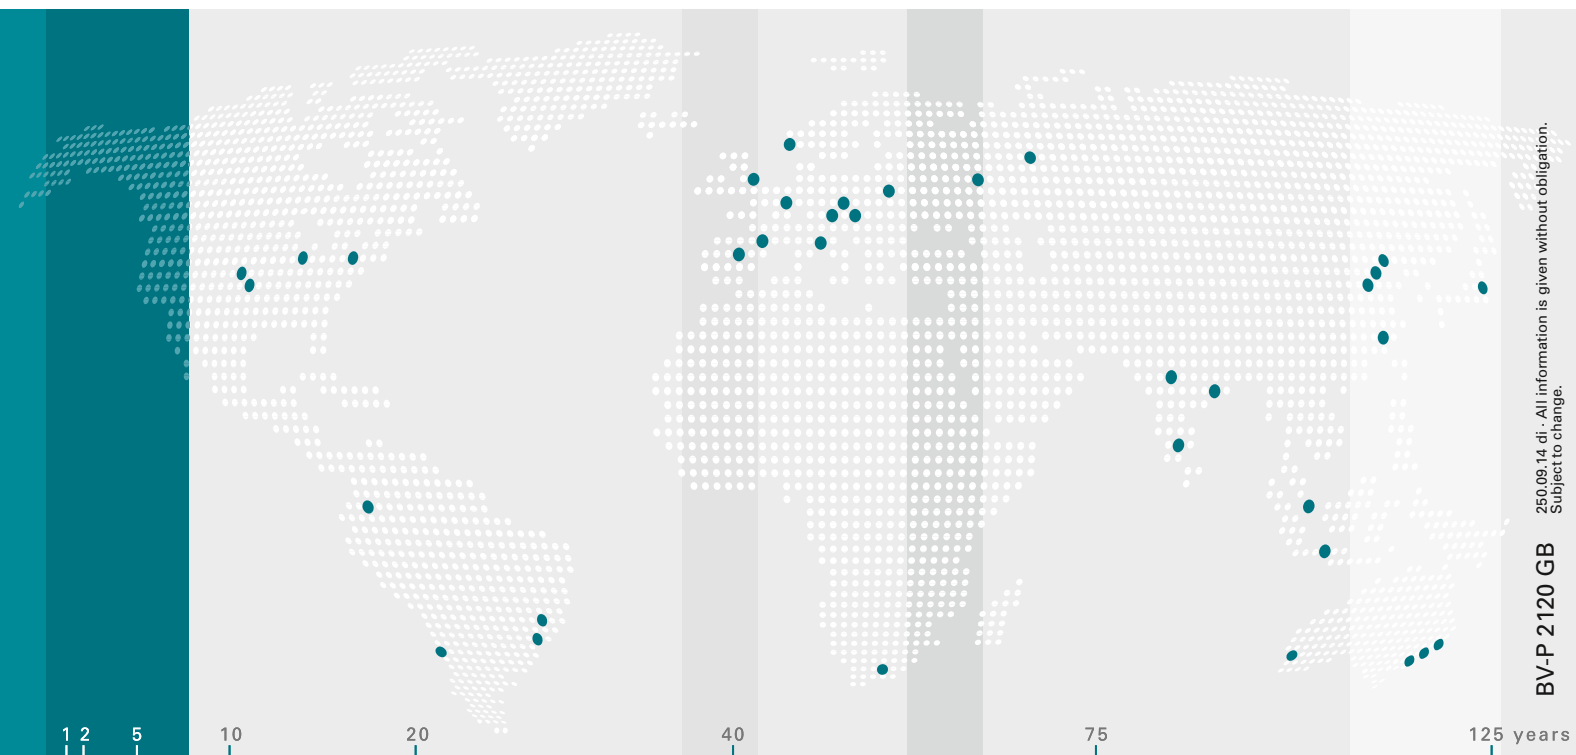 250.09.14 di · All information is given without obligation.
Subject to change.
BV-P 2120 GB
1 2 5 10 20 40 75 125 years